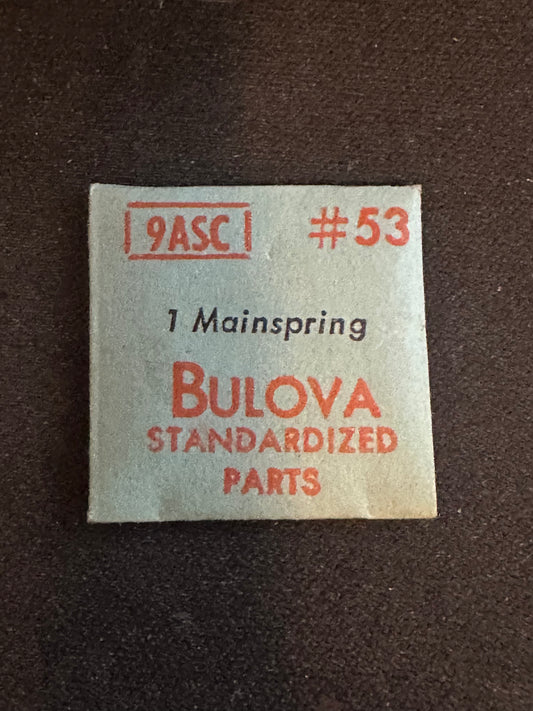 9ASC #53
1 Mainspring
BULOVA
STANDARDIZED
PARTS